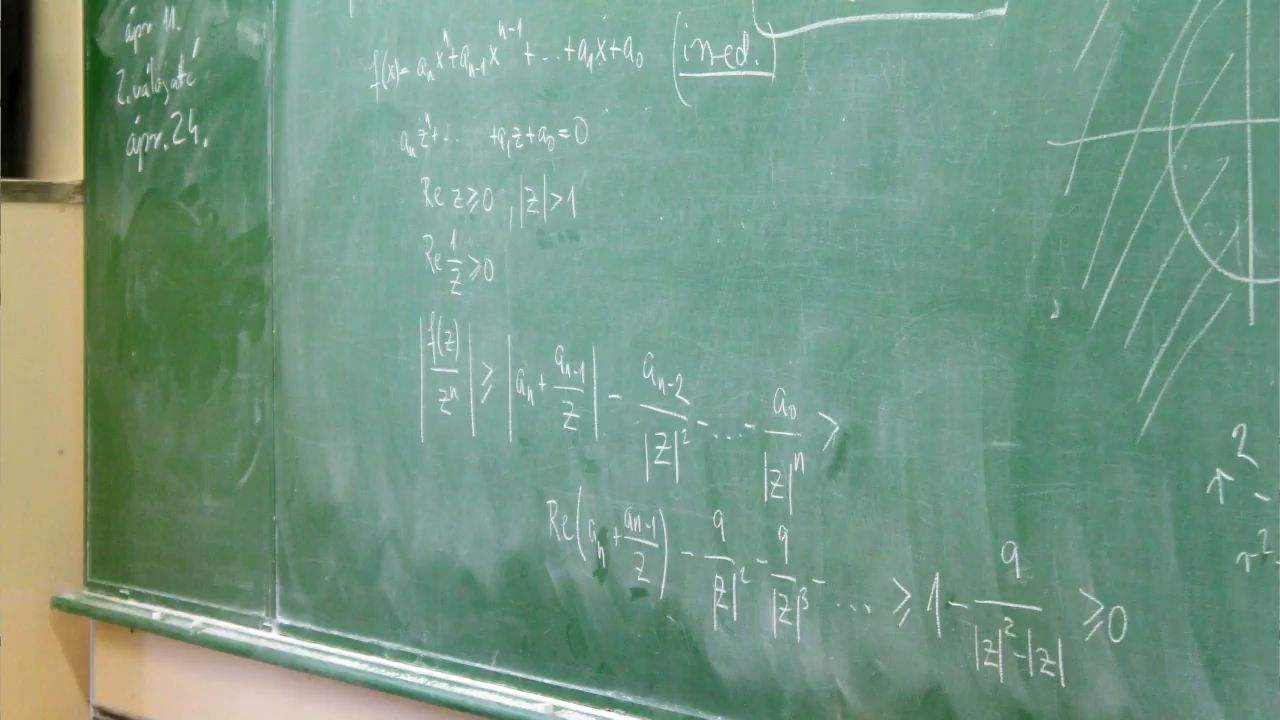 ápr 11.
2. válogató
ápr. 24.
f(x) = aₙxⁿ + aₙ₋₁xⁿ⁻¹ + ... + a₁x + a₀ (irred.)
aₙzⁿ + ... + a₁z + a₀ = 0
Re z ≥ 0, |z| > 1
Re 1/z ≥ 0
|f(z)/zⁿ| ≥ |aₙ + aₙ₋₁/z| - aₙ₋₂/|z|² - ... - a₀/|z|ⁿ >
Re(aₙ + aₙ₋₁/z) - 9/|z|² - 9/|z|³ - ... ≥ 1 - 9/(|z|² - |z|) ≥ 0